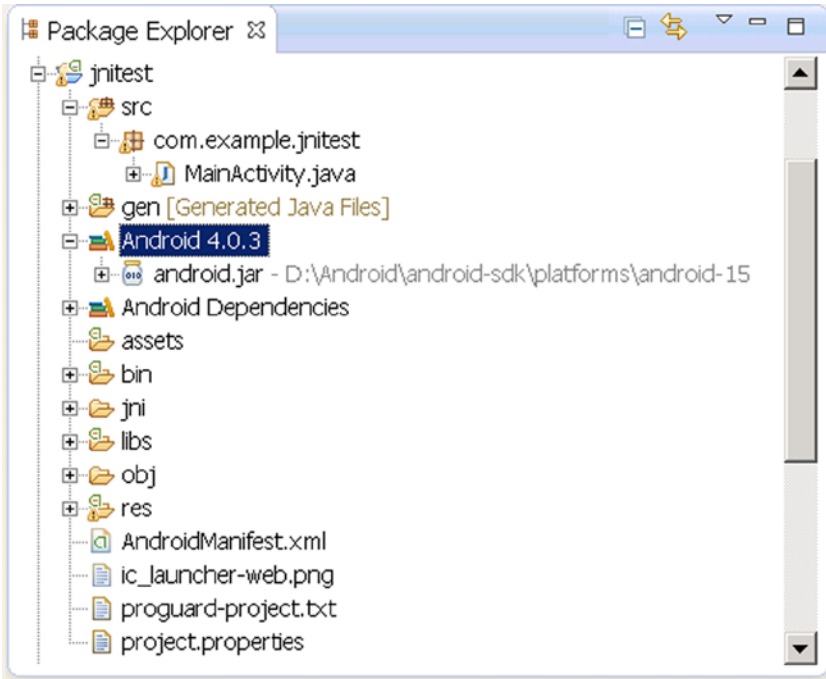 Package Explorer
jnitest
src
com.example.jnitest
MainActivity.java
gen [Generated Java Files]
Android 4.0.3
android.jar - D:\Android\android-sdk\platforms\android-15
Android Dependencies
assets
bin
jni
libs
obj
res
AndroidManifest.xml
ic_launcher-web.png
proguard-project.txt
project.properties